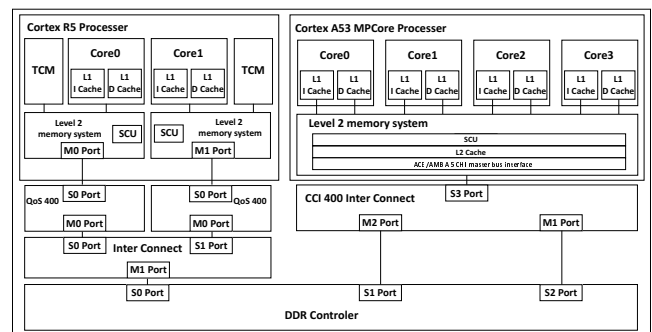 Cortex R5 Processer
TCM
Core0
L1
I Cache
L1
D Cache
Core1
L1
I Cache
L1
D Cache
TCM
Level 2
memory system
SCU
M0 Port
SCU
Level 2
memory system
M1 Port
S0 Port
QoS 400
M0 Port
S0 Port
QoS 400
M0 Port
S0 Port
S1 Port
Inter Connect
M1 Port
Cortex A53 MPCore Processer
Core0
L1
I Cache
L1
D Cache
Core1
L1
I Cache
L1
D Cache
Core2
L1
I Cache
L1
D Cache
Core3
L1
I Cache
L1
D Cache
Level 2 memory system
SCU
L2 Cache
ACE /AMBA 5 CHI masser bus interface
S3 Port
CCI 400 Inter Connect
M2 Port
M1 Port
S0 Port
S1 Port
S2 Port
DDR Controler